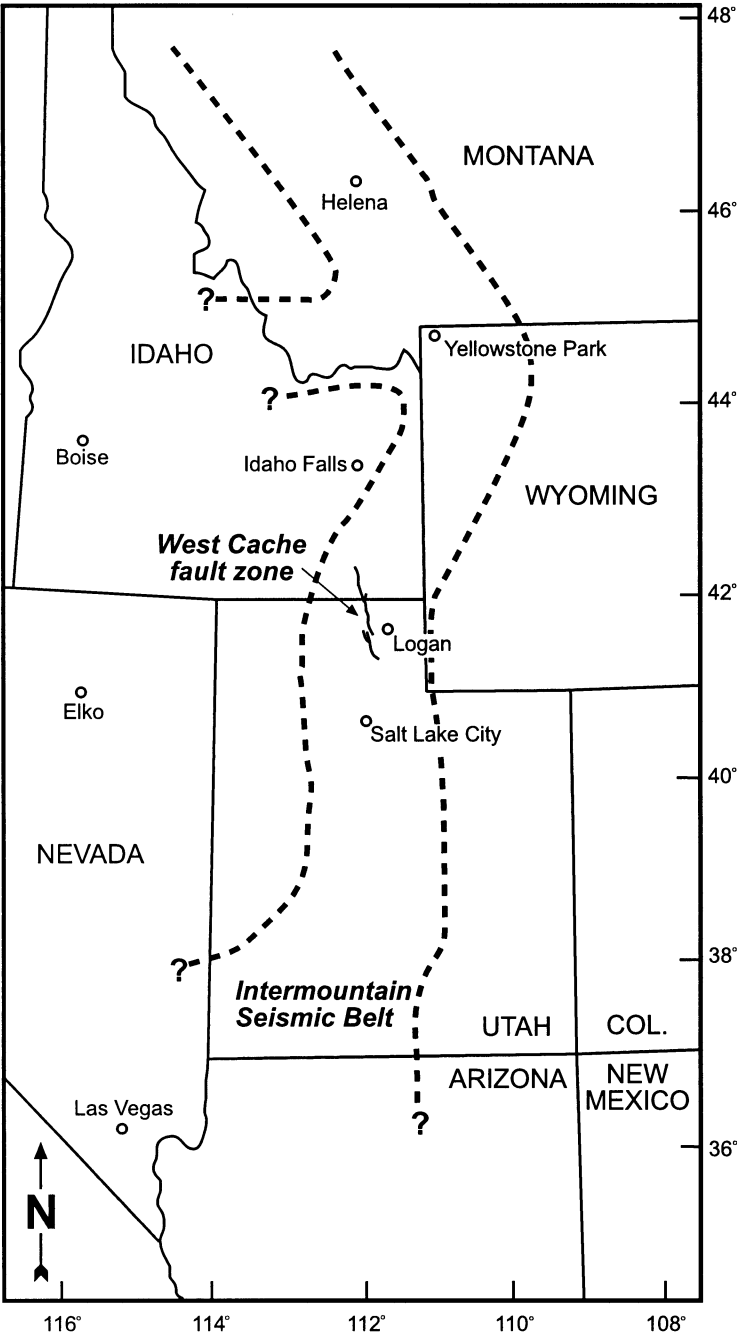 48°
MONTANA
Helena
46°
?
IDAHO
Yellowstone Park
?
44°
Boise
Idaho Falls
WYOMING
West Cache
fault zone
42°
Logan
Elko
Salt Lake City
40°
NEVADA
38°
?
Intermountain
Seismic Belt
UTAH
COL.
ARIZONA
NEW
MEXICO
Las Vegas
?
36°
N
116°
114°
112°
110°
108°